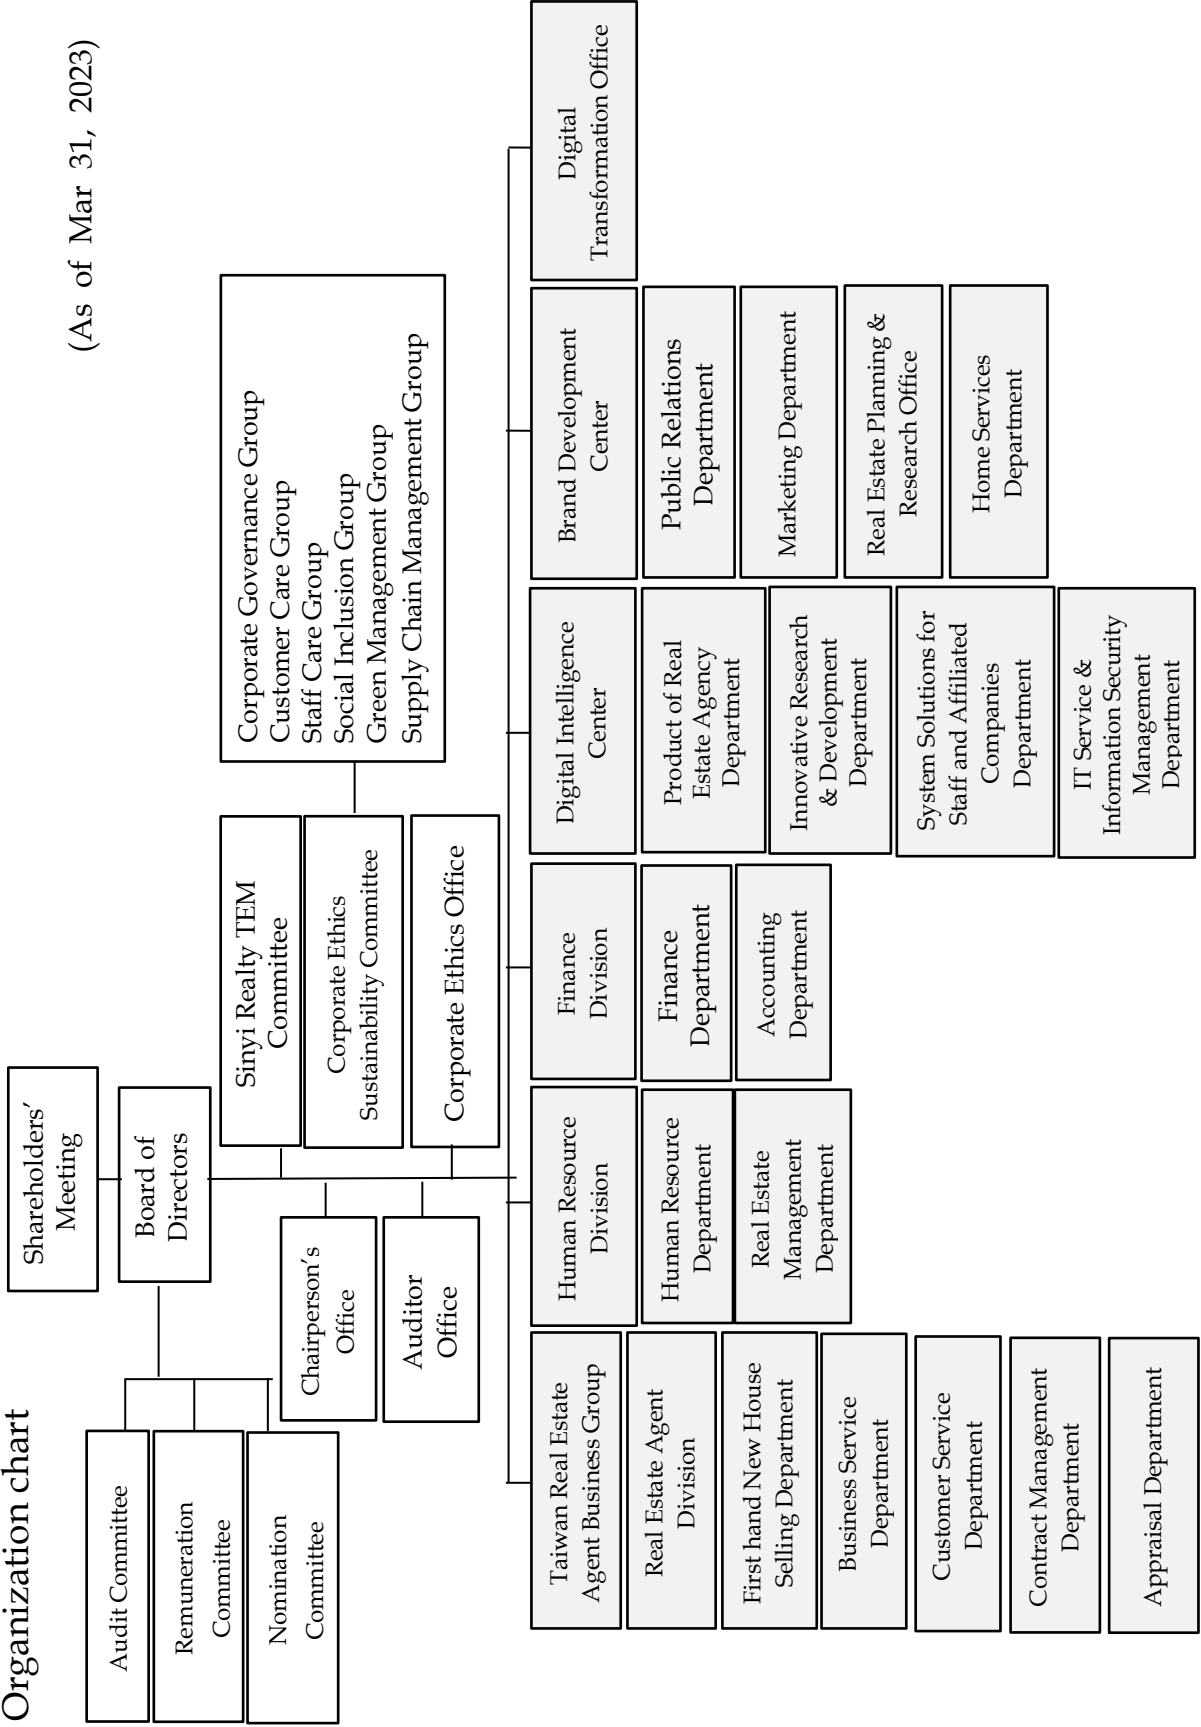 Organization chart
(As of Mar 31, 2023)
Shareholders’
Meeting
Board of
Directors
Audit Committee
Remuneration
Committee
Nomination
Committee
Chairperson’s
Office
Auditor
Office
Sinyi Realty TEM
Committee
Corporate Ethics
Sustainability Committee
Corporate Ethics Office
Corporate Governance Group
Customer Care Group
Staff Care Group
Social Inclusion Group
Green Management Group
Supply Chain Management Group
Taiwan Real Estate
Agent Business Group
Real Estate Agent
Division
First hand New House
Selling Department
Business Service
Department
Customer Service
Department
Contract Management
Department
Appraisal Department
Human Resource
Division
Human Resource
Department
Real Estate
Management
Department
Finance
Division
Finance
Department
Accounting
Department
Digital Intelligence
Center
Product of Real
Estate Agency
Department
Innovative Research
& Development
Department
System Solutions for
Staff and Affiliated
Companies
Department
IT Service &
Information Security
Management
Department
Brand Development
Center
Public Relations
Department
Marketing Department
Real Estate Planning &
Research Office
Home Services
Department
Digital
Transformation Office